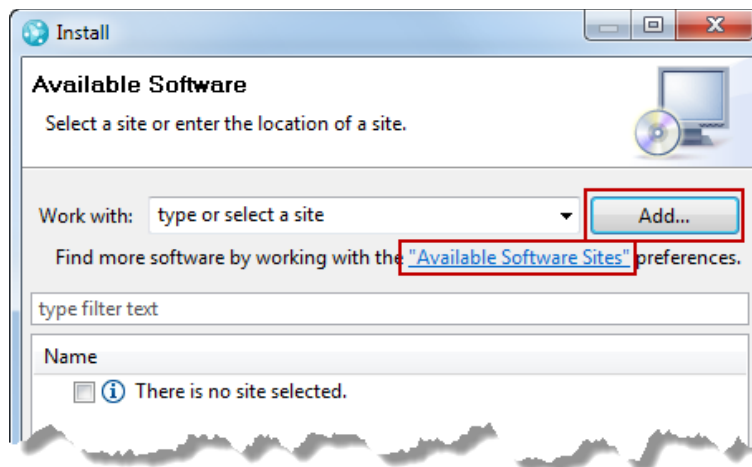 Install
Available Software
Select a site or enter the location of a site.
Work with: type or select a site Add...
Find more software by working with the "Available Software Sites" preferences.
type filter text
Name
There is no site selected.